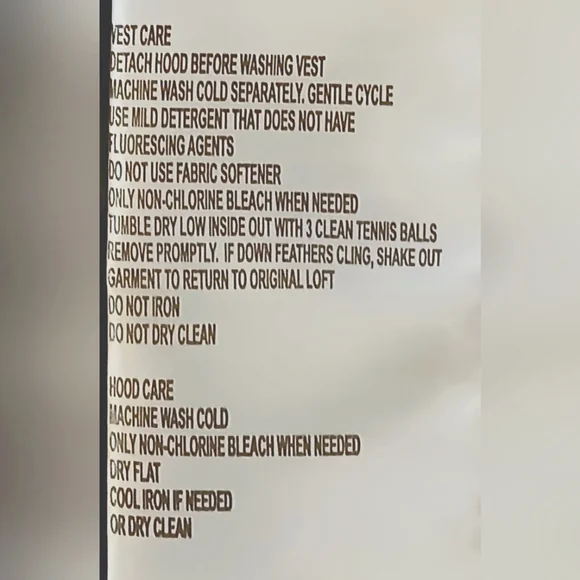 VEST CARE
DETACH HOOD BEFORE WASHING VEST
MACHINE WASH COLD SEPARATELY. GENTLE CYCLE
USE MILD DETERGENT THAT DOES NOT HAVE
FLUORESCING AGENTS
DO NOT USE FABRIC SOFTENER
ONLY NON-CHLORINE BLEACH WHEN NEEDED
TUMBLE DRY LOW INSIDE OUT WITH 3 CLEAN TENNIS BALLS
REMOVE PROMPTLY. IF DOWN FEATHERS CLING, SHAKE OUT
GARMENT TO RETURN TO ORIGINAL LOFT
DO NOT IRON
DO NOT DRY CLEAN
HOOD CARE
MACHINE WASH COLD
ONLY NON-CHLORINE BLEACH WHEN NEEDED
DRY FLAT
COOL IRON IF NEEDED
OR DRY CLEAN